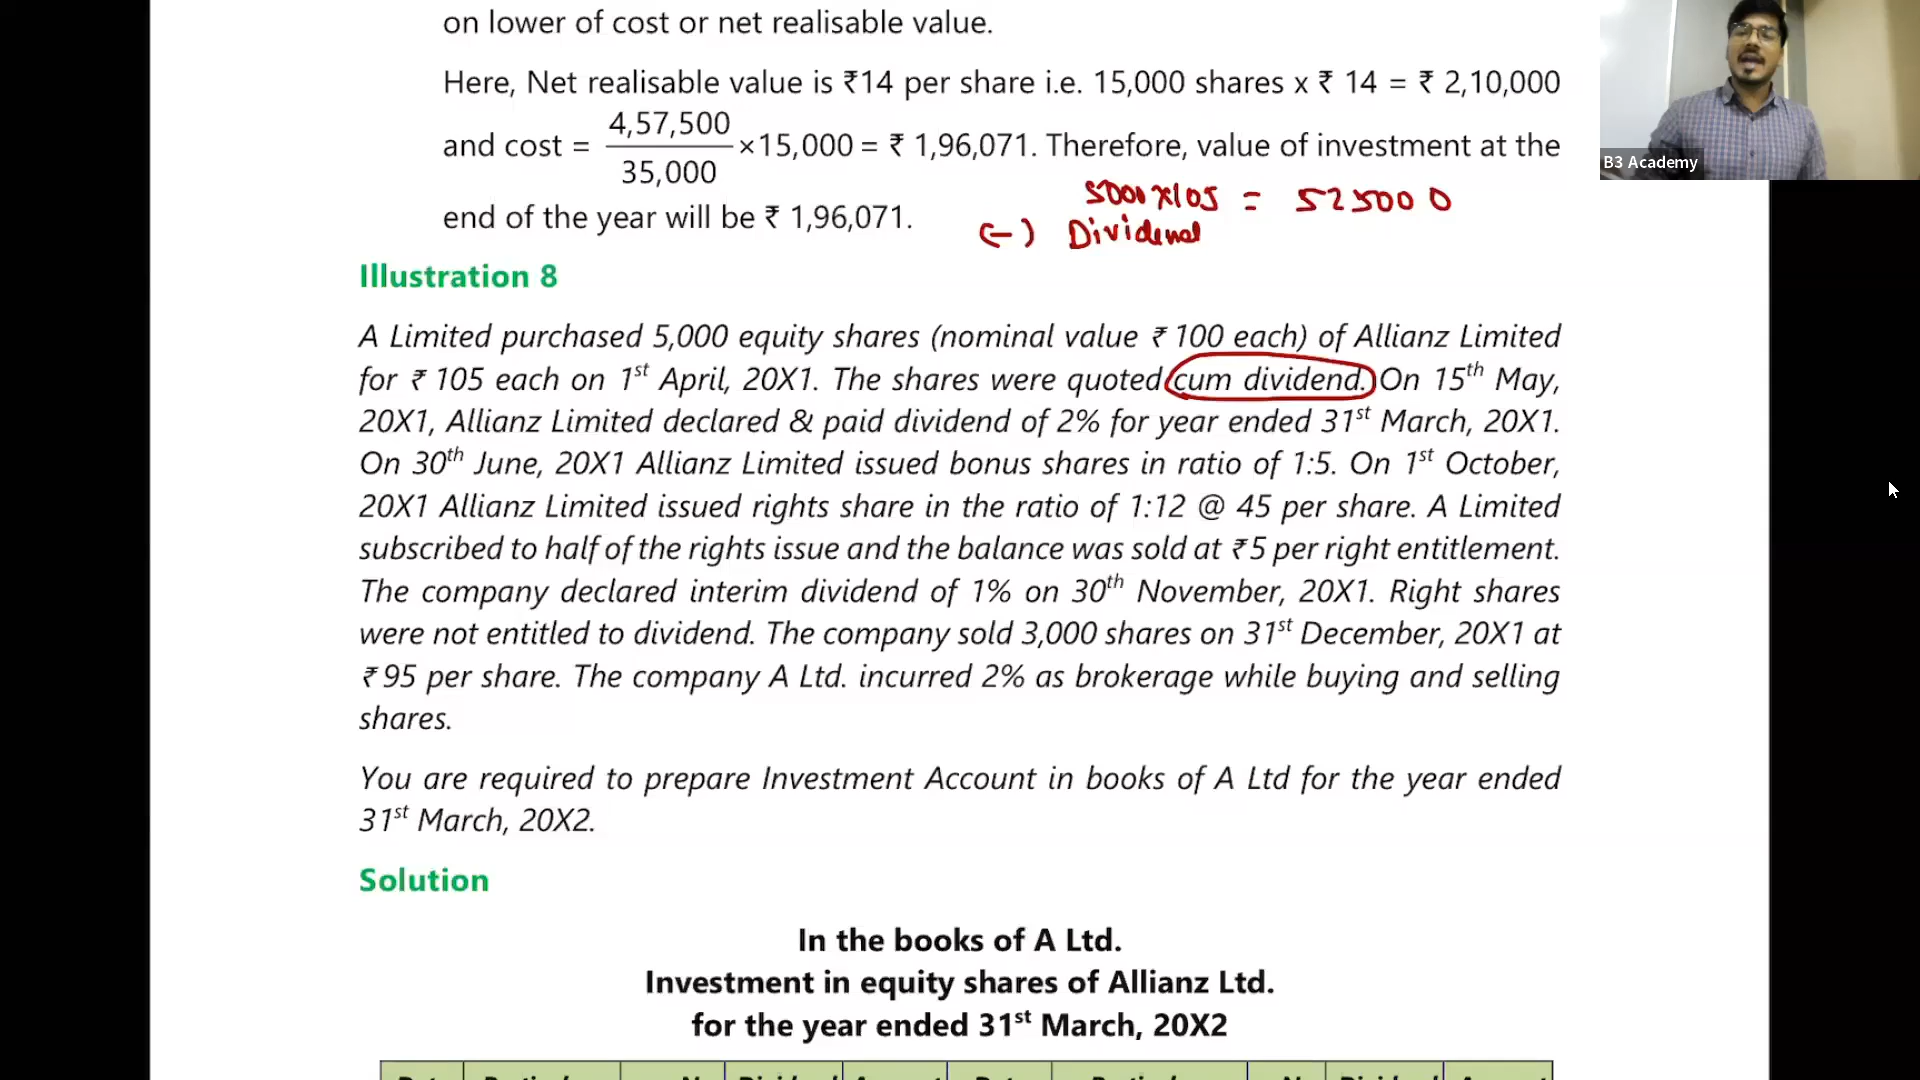 on lower of cost or net realisable value.
Here, Net realisable value is ₹14 per share i.e. 15,000 shares x ₹ 14 = ₹ 2,10,000
and cost = 4,57,500/35,000 ×15,000 = ₹ 1,96,071. Therefore, value of investment at the
B3 Academy
5000x105 = 525000
end of the year will be ₹ 1,96,071.
(-) Dividend
Illustration 8
A Limited purchased 5,000 equity shares (nominal value ₹ 100 each) of Allianz Limited
for ₹ 105 each on 1st April, 20X1. The shares were quoted cum dividend. On 15th May,
20X1, Allianz Limited declared & paid dividend of 2% for year ended 31st March, 20X1.
On 30th June, 20X1 Allianz Limited issued bonus shares in ratio of 1:5. On 1st October,
20X1 Allianz Limited issued rights share in the ratio of 1:12 @ 45 per share. A Limited
subscribed to half of the rights issue and the balance was sold at ₹ 5 per right entitlement.
The company declared interim dividend of 1% on 30th November, 20X1. Right shares
were not entitled to dividend. The company sold 3,000 shares on 31st December, 20X1 at
₹ 95 per share. The company A Ltd. incurred 2% as brokerage while buying and selling
shares.
You are required to prepare Investment Account in books of A Ltd for the year ended
31st March, 20X2.
Solution
In the books of A Ltd.
Investment in equity shares of Allianz Ltd.
for the year ended 31st March, 20X2